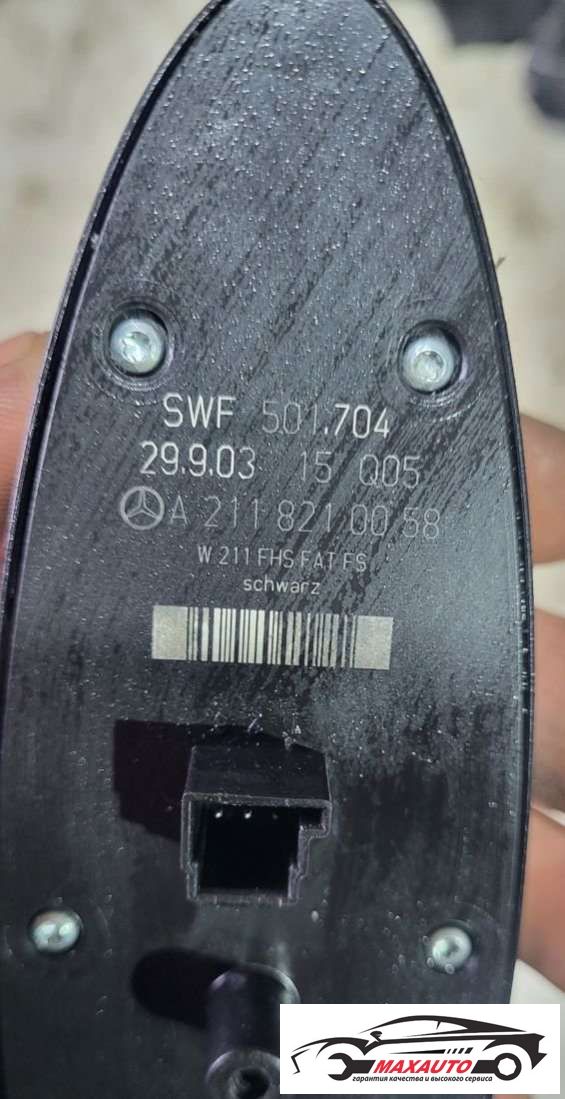 SWF 501.704
29.9.03 15 Q05
A 211 821 00 58
W 211 FHS FAT FS
schwarz
MAXAUTO
гарантия качества и высокого сервиса